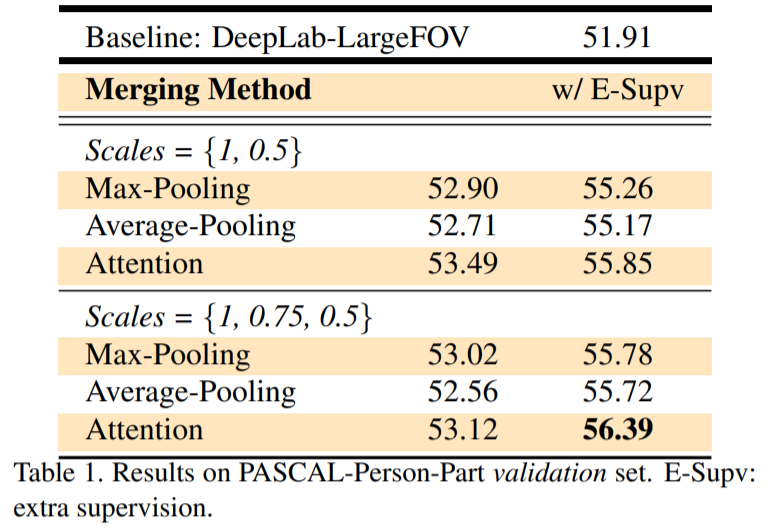 Baseline: DeepLab-LargeFOV 51.91
Merging Method w/ E-Supv
Scales = {1, 0.5}
Max-Pooling 52.90 55.26
Average-Pooling 52.71 55.17
Attention 53.49 55.85
Scales = {1, 0.75, 0.5}
Max-Pooling 53.02 55.78
Average-Pooling 52.56 55.72
Attention 53.12 56.39
Table 1. Results on PASCAL-Person-Part validation set. E-Supv:
extra supervision.